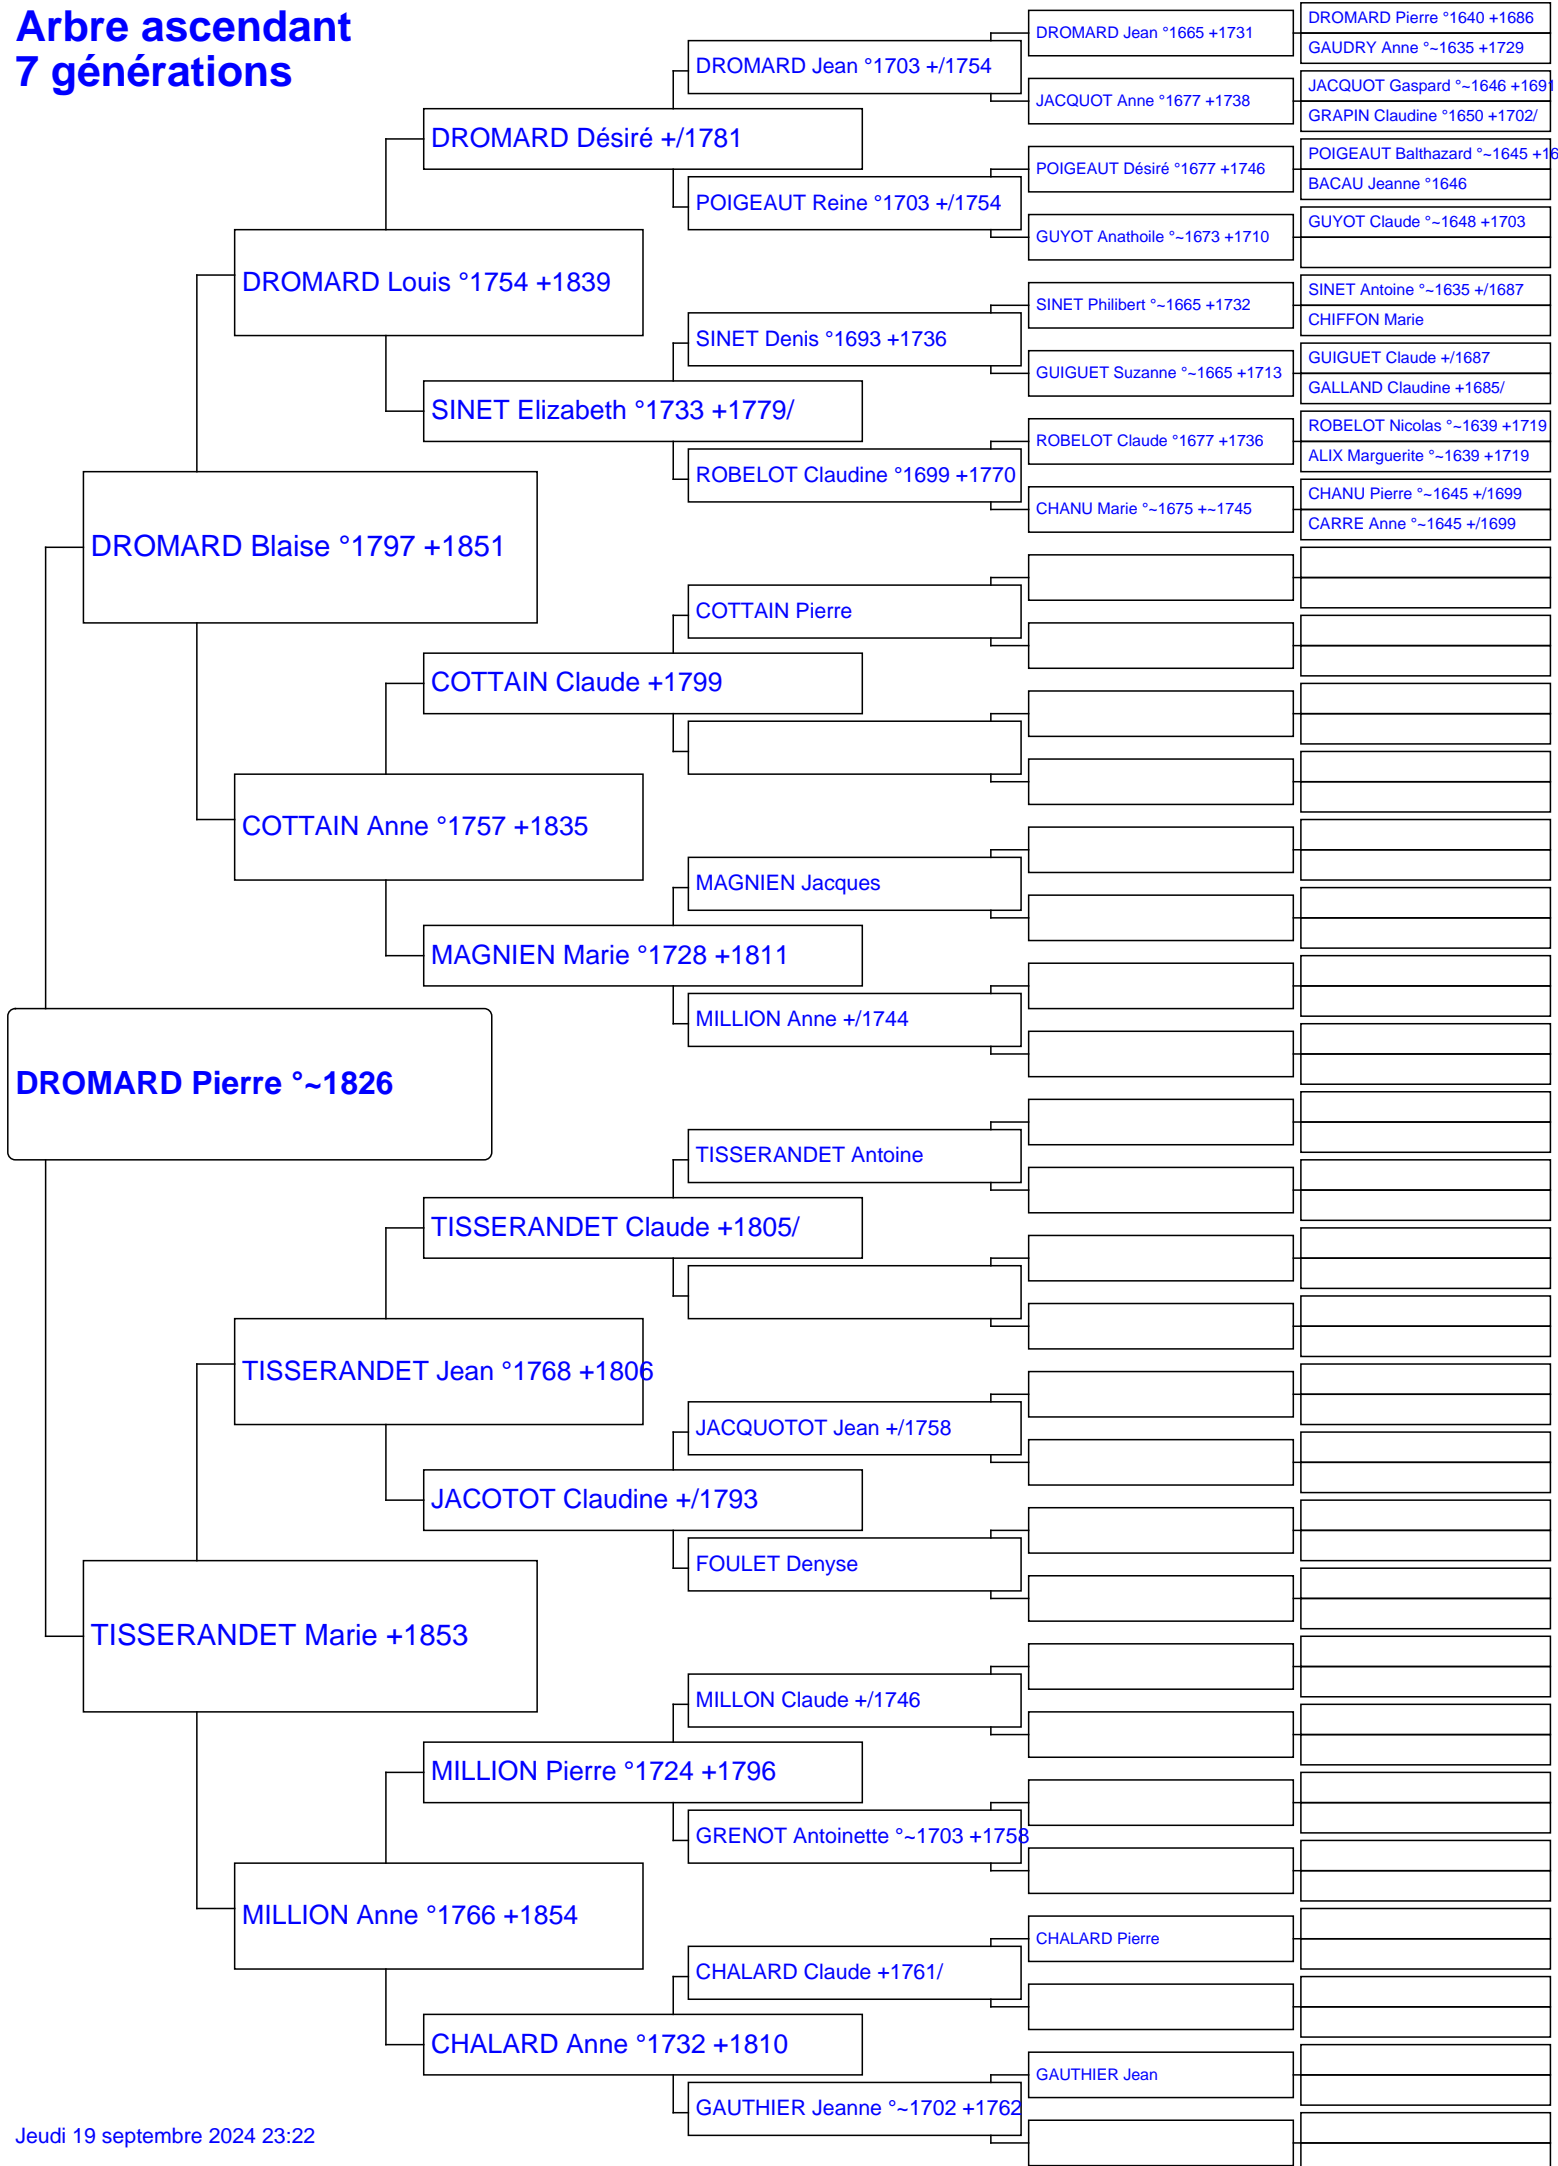 Arbre ascendant
7 générations
DROMARD Pierre °~1826
DROMARD Blaise °1797 +1851
TISSERANDET Marie +1853
DROMARD Louis °1754 +1839
COTTAIN Anne °1757 +1835
TISSERANDET Jean °1768 +1806
MILLION Anne °1766 +1854
DROMARD Désiré +/1781
SINET Elizabeth °1733 +1779/
COTTAIN Claude +1799
MAGNIEN Marie °1728 +1811
TISSERANDET Claude +1805/
JACOTOT Claudine +/1793
MILLION Pierre °1724 +1796
CHALARD Anne °1732 +1810
DROMARD Jean °1703 +/1754
POIGEAUT Reine °1703 +/1754
SINET Denis °1693 +1736
ROBELOT Claudine °1699 +1770
COTTAIN Pierre
MAGNIEN Jacques
MILLION Anne +/1744
TISSERANDET Antoine
JACQUOTOT Jean +/1758
FOULET Denyse
MILLON Claude +/1746
GRENOT Antoinette °~1703 +1758
CHALARD Claude +1761/
GAUTHIER Jeanne °~1702 +1762
DROMARD Jean °1665 +1731
JACQUOT Anne °1677 +1738
POIGEAUT Désiré °1677 +1746
GUYOT Anathoile °~1673 +1710
SINET Philibert °~1665 +1732
GUIGUET Suzanne °~1665 +1713
ROBELOT Claude °1677 +1736
CHANU Marie °~1675 +~1745
CHALARD Pierre
GAUTHIER Jean
DROMARD Pierre °1640 +1686
GAUDRY Anne °~1635 +1729
JACQUOT Gaspard °~1646 +1691
GRAPIN Claudine °1650 +1702/
POIGEAUT Balthazard °~1645 +16
BACAU Jeanne °1646
GUYOT Claude °~1648 +1703
SINET Antoine °~1635 +/1687
CHIFFON Marie
GUIGUET Claude +/1687
GALLAND Claudine +1685/
ROBELOT Nicolas °~1639 +1719
ALIX Marguerite °~1639 +1719
CHANU Pierre °~1645 +/1699
CARRE Anne °~1645 +/1699
Jeudi 19 septembre 2024 23:22